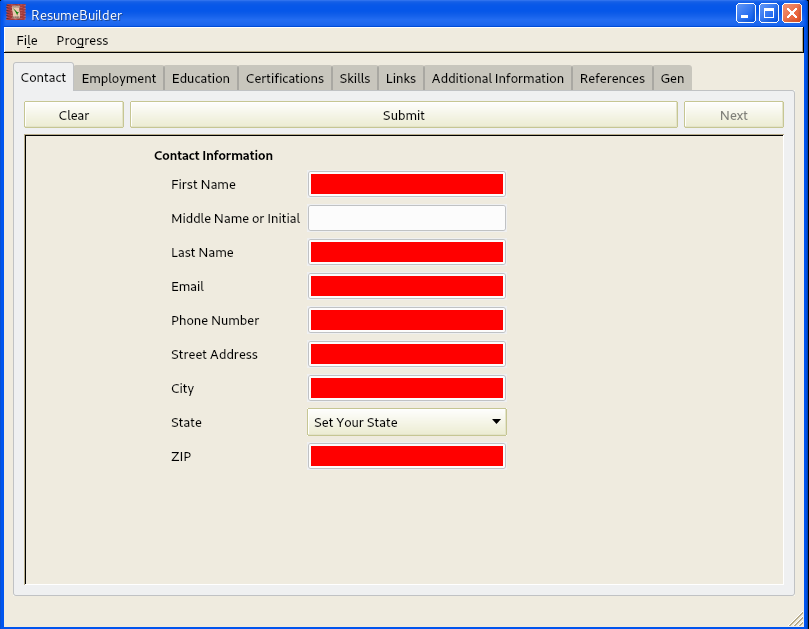 ResumeBuilder
File Progress
Contact Employment Education Certifications Skills Links Additional Information References Gen
Clear Submit Next
Contact Information
First Name
Middle Name or Initial
Last Name
Email
Phone Number
Street Address
City
State Set Your State
ZIP